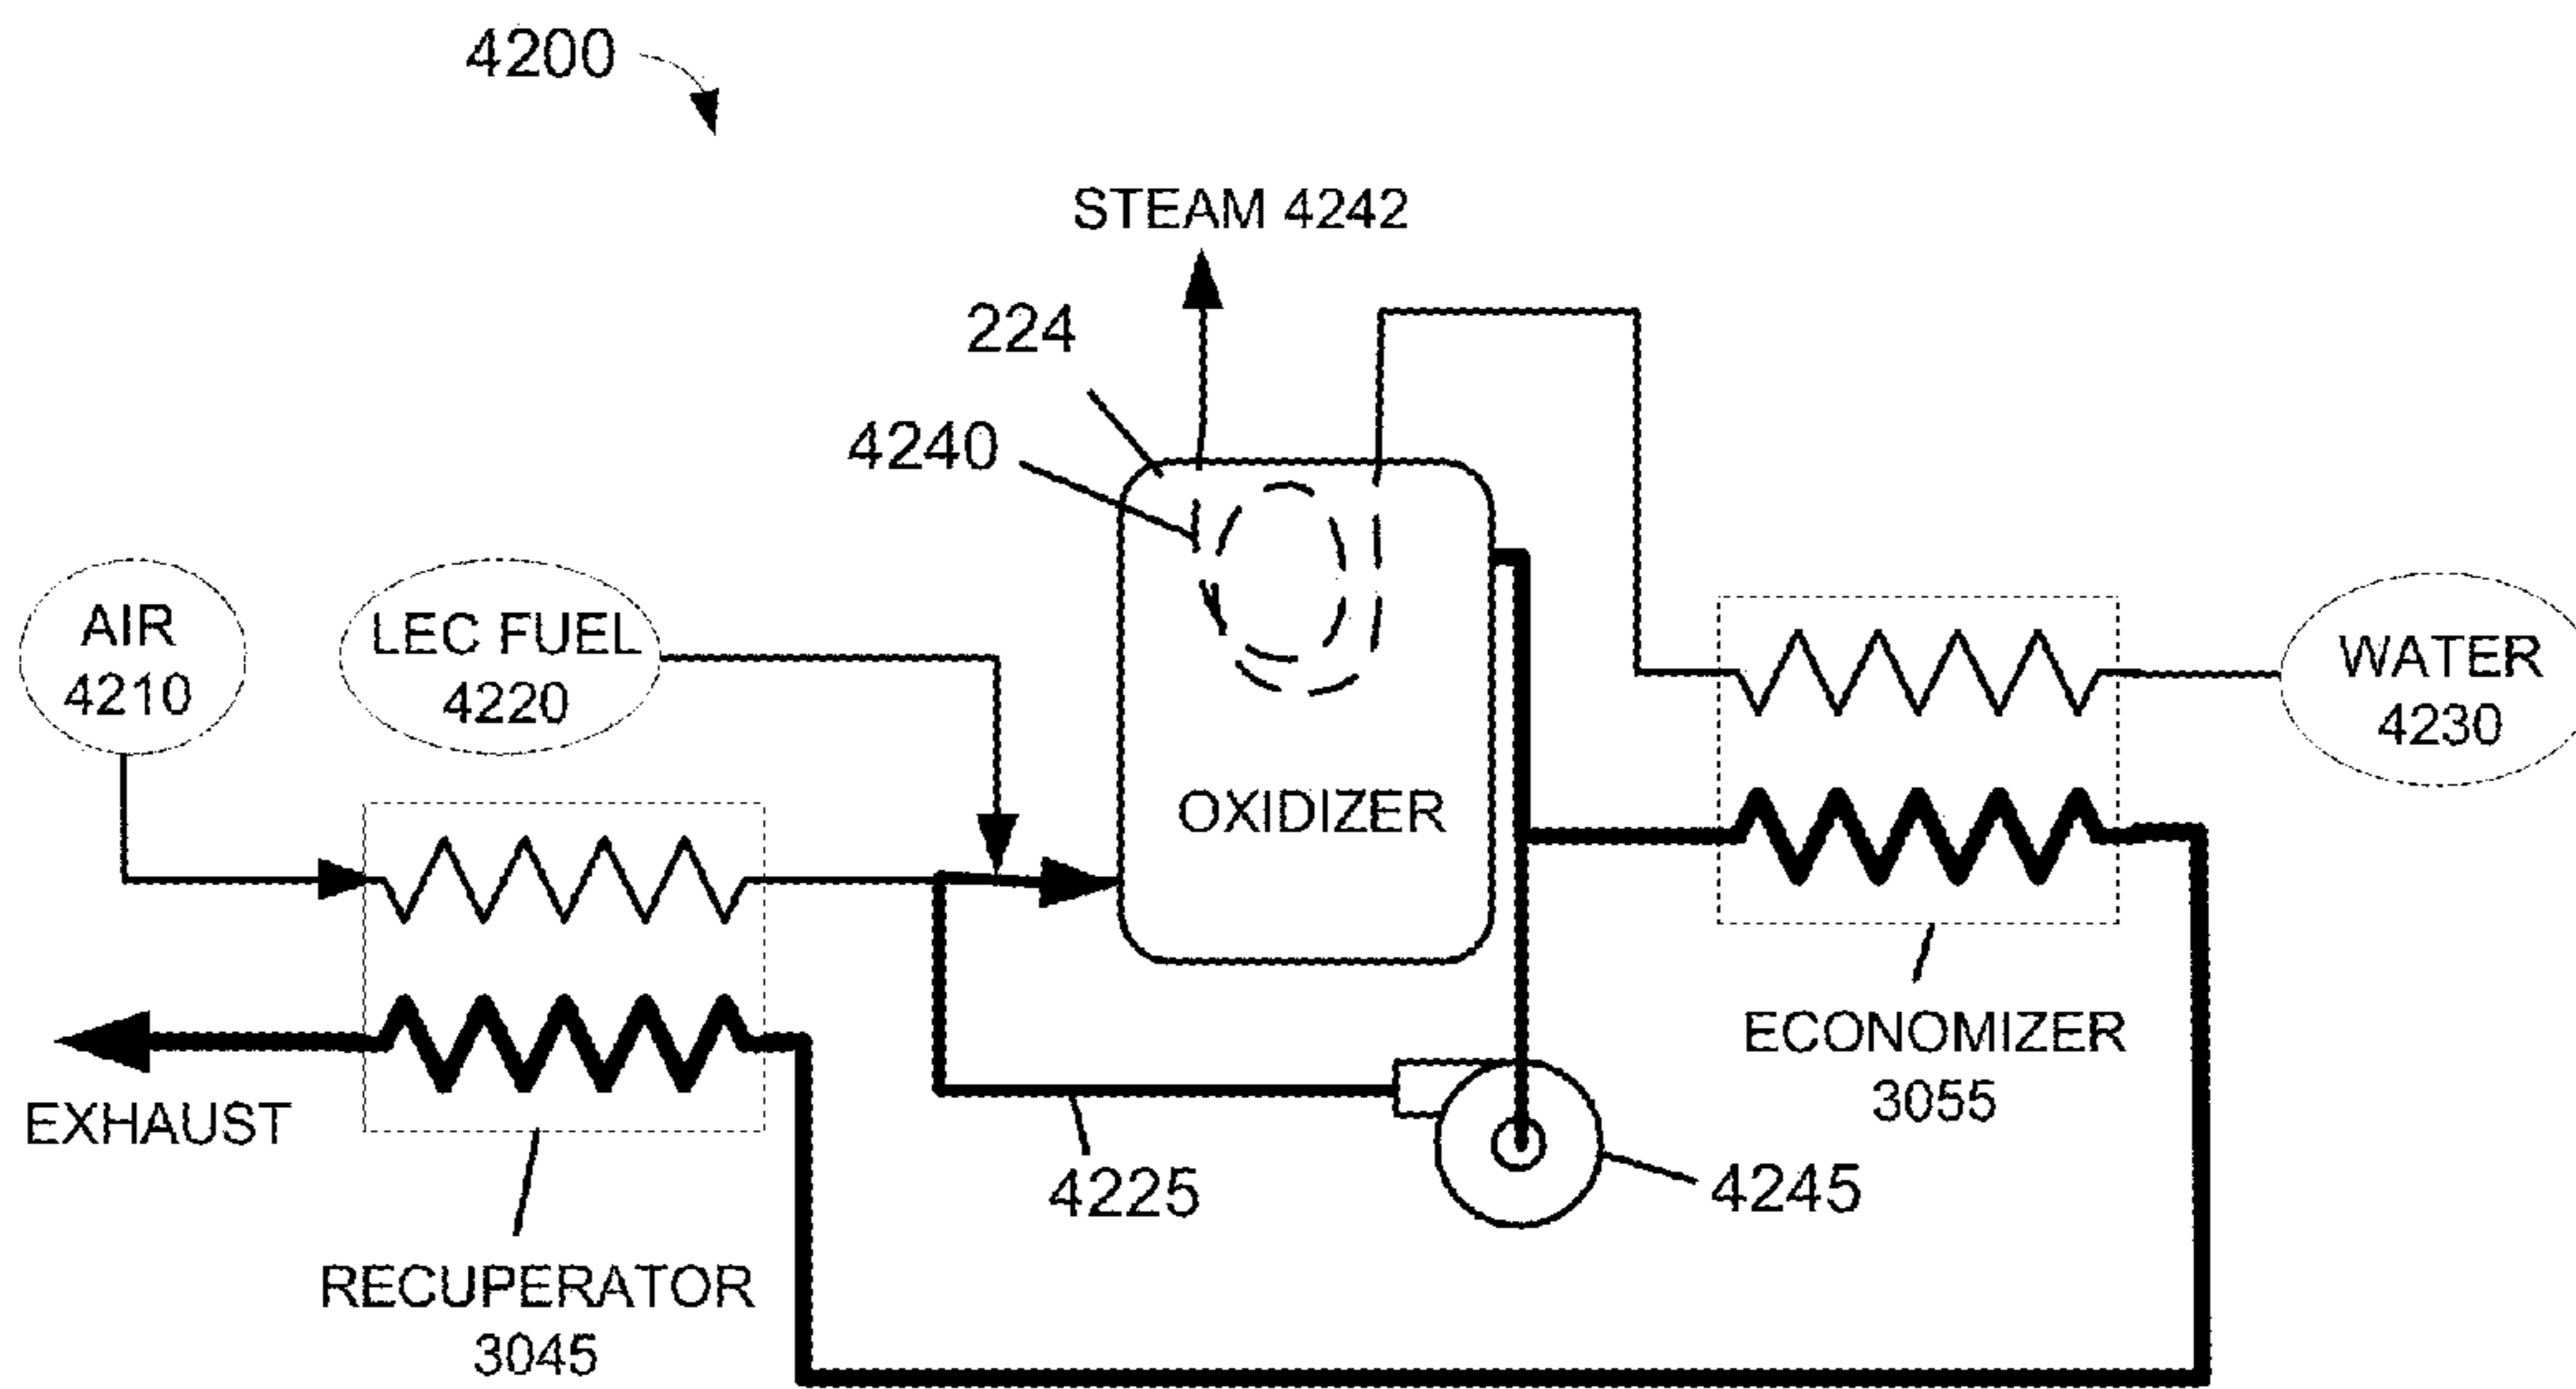 4200
STEAM 4242
224
4240
AIR
4210
LEC FUEL
4220
WATER
4230
OXIDIZER
ECONOMIZER
3055
EXHAUST
4225
4245
RECUPERATOR
3045